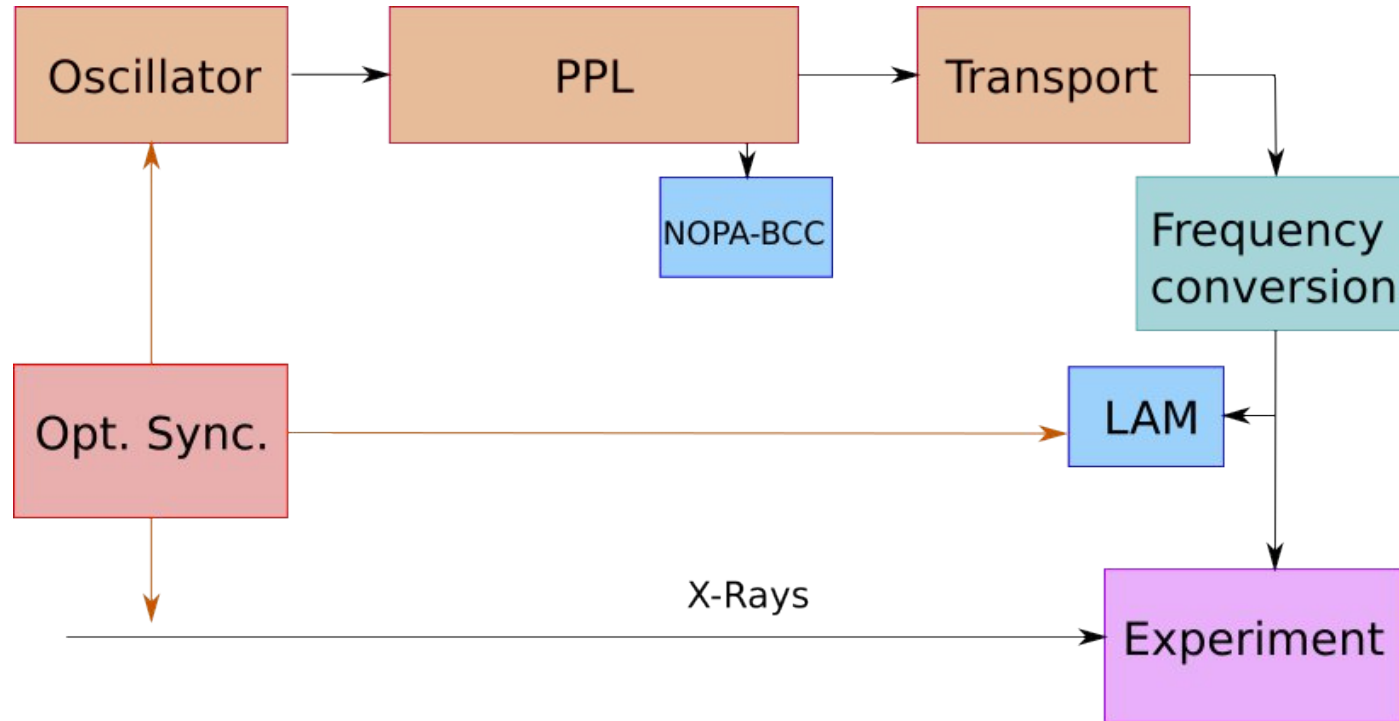 Oscillator
PPL
Transport
NOPA-BCC
Frequency
conversion
Opt. Sync.
LAM
X-Rays
Experiment